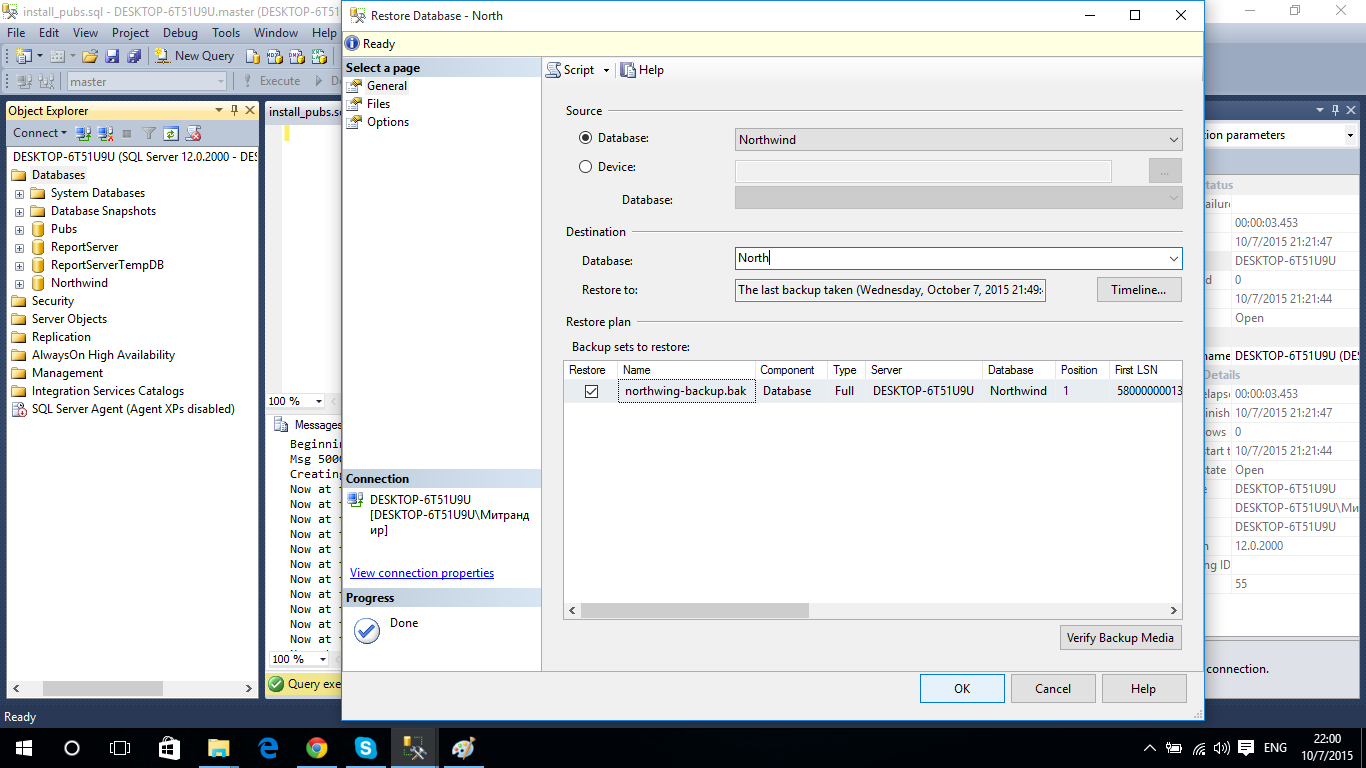 install_pubs.sql - DESKTOP-6T51U9U.master (DESKTOP-6T51
Restore Database - North
File Edit View Project Debug Tools Window Help
New Query
master
Execute
Ready
Select a page
General
Files
Options
Script
Help
Source
Database:
Northwind
Device:
...
Database:
Destination
Database:
North
Restore to:
The last backup taken (Wednesday, October 7, 2015 21:49:
Timeline...
Restore plan
Backup sets to restore:
Restore Name Component Type Server Database Position First LSN
northwing-backup.bak Database Full DESKTOP-6T51U9U Northwind 1 58000000013
Verify Backup Media
OK
Cancel
Help
Connection
DESKTOP-6T51U9U
[DESKTOP-6T51U9U\Митранд
ир]
View connection properties
Progress
Done
Object Explorer
Connect
DESKTOP-6T51U9U (SQL Server 12.0.2000 - DES
Databases
System Databases
Database Snapshots
Pubs
ReportServer
ReportServerTempDB
Northwind
Security
Server Objects
Replication
AlwaysOn High Availability
Management
Integration Services Catalogs
SQL Server Agent (Agent XPs disabled)
install_pubs.s
100 %
Messages
Beginnin
Msg 500
Creating
Now at
Now at
Now at
Now at
Now at
Now at
Now at
Now at
Now at
Now at
Now at
100 %
Query exe
ion parameters
tatus
ailure
00:00:03.453
10/7/2015 21:21:47
DESKTOP-6T51U9U
d 0
10/7/2015 21:21:44
Open
name DESKTOP-6T51U9U (DE
Details
lapse 00:00:03.453
inish 10/7/2015 21:21:47
ows 0
start t 10/7/2015 21:21:44
tate Open
e DESKTOP-6T51U9U
DESKTOP-6T51U9U\Ми
DESKTOP-6T51U9U
n 12.0.2000
ng ID
55
connection.
Ready
ENG
22:00
10/7/2015